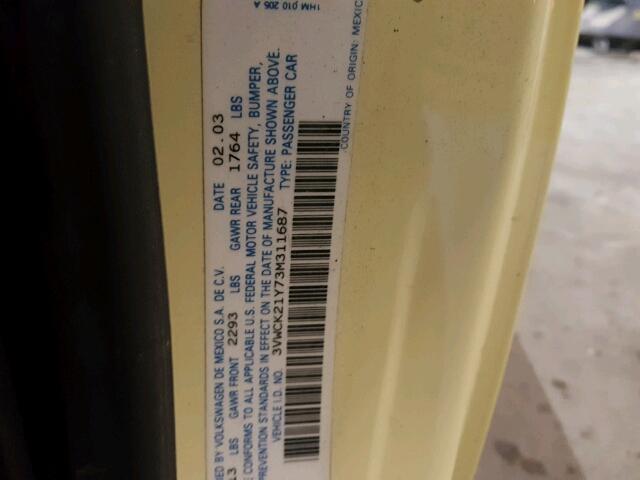 ED BY VOLKSWAGEN DE MEXICO S.A. DE C.V. DATE 02.03
13 LBS GAWR FRONT 2293 LBS GAWR REAR 1764 LBS
E CONFORMS TO ALL APPLICABLE U.S. FEDERAL MOTOR VEHICLE SAFETY, BUMPER,
PREVENTION STANDARDS IN EFFECT ON THE DATE OF MANUFACTURE SHOWN ABOVE.
VEHICLE I.D. NO. 3VWCK21Y73M311687 TYPE: PASSENGER CAR
1HM 010 205 A
COUNTRY OF ORIGIN: MEXIC